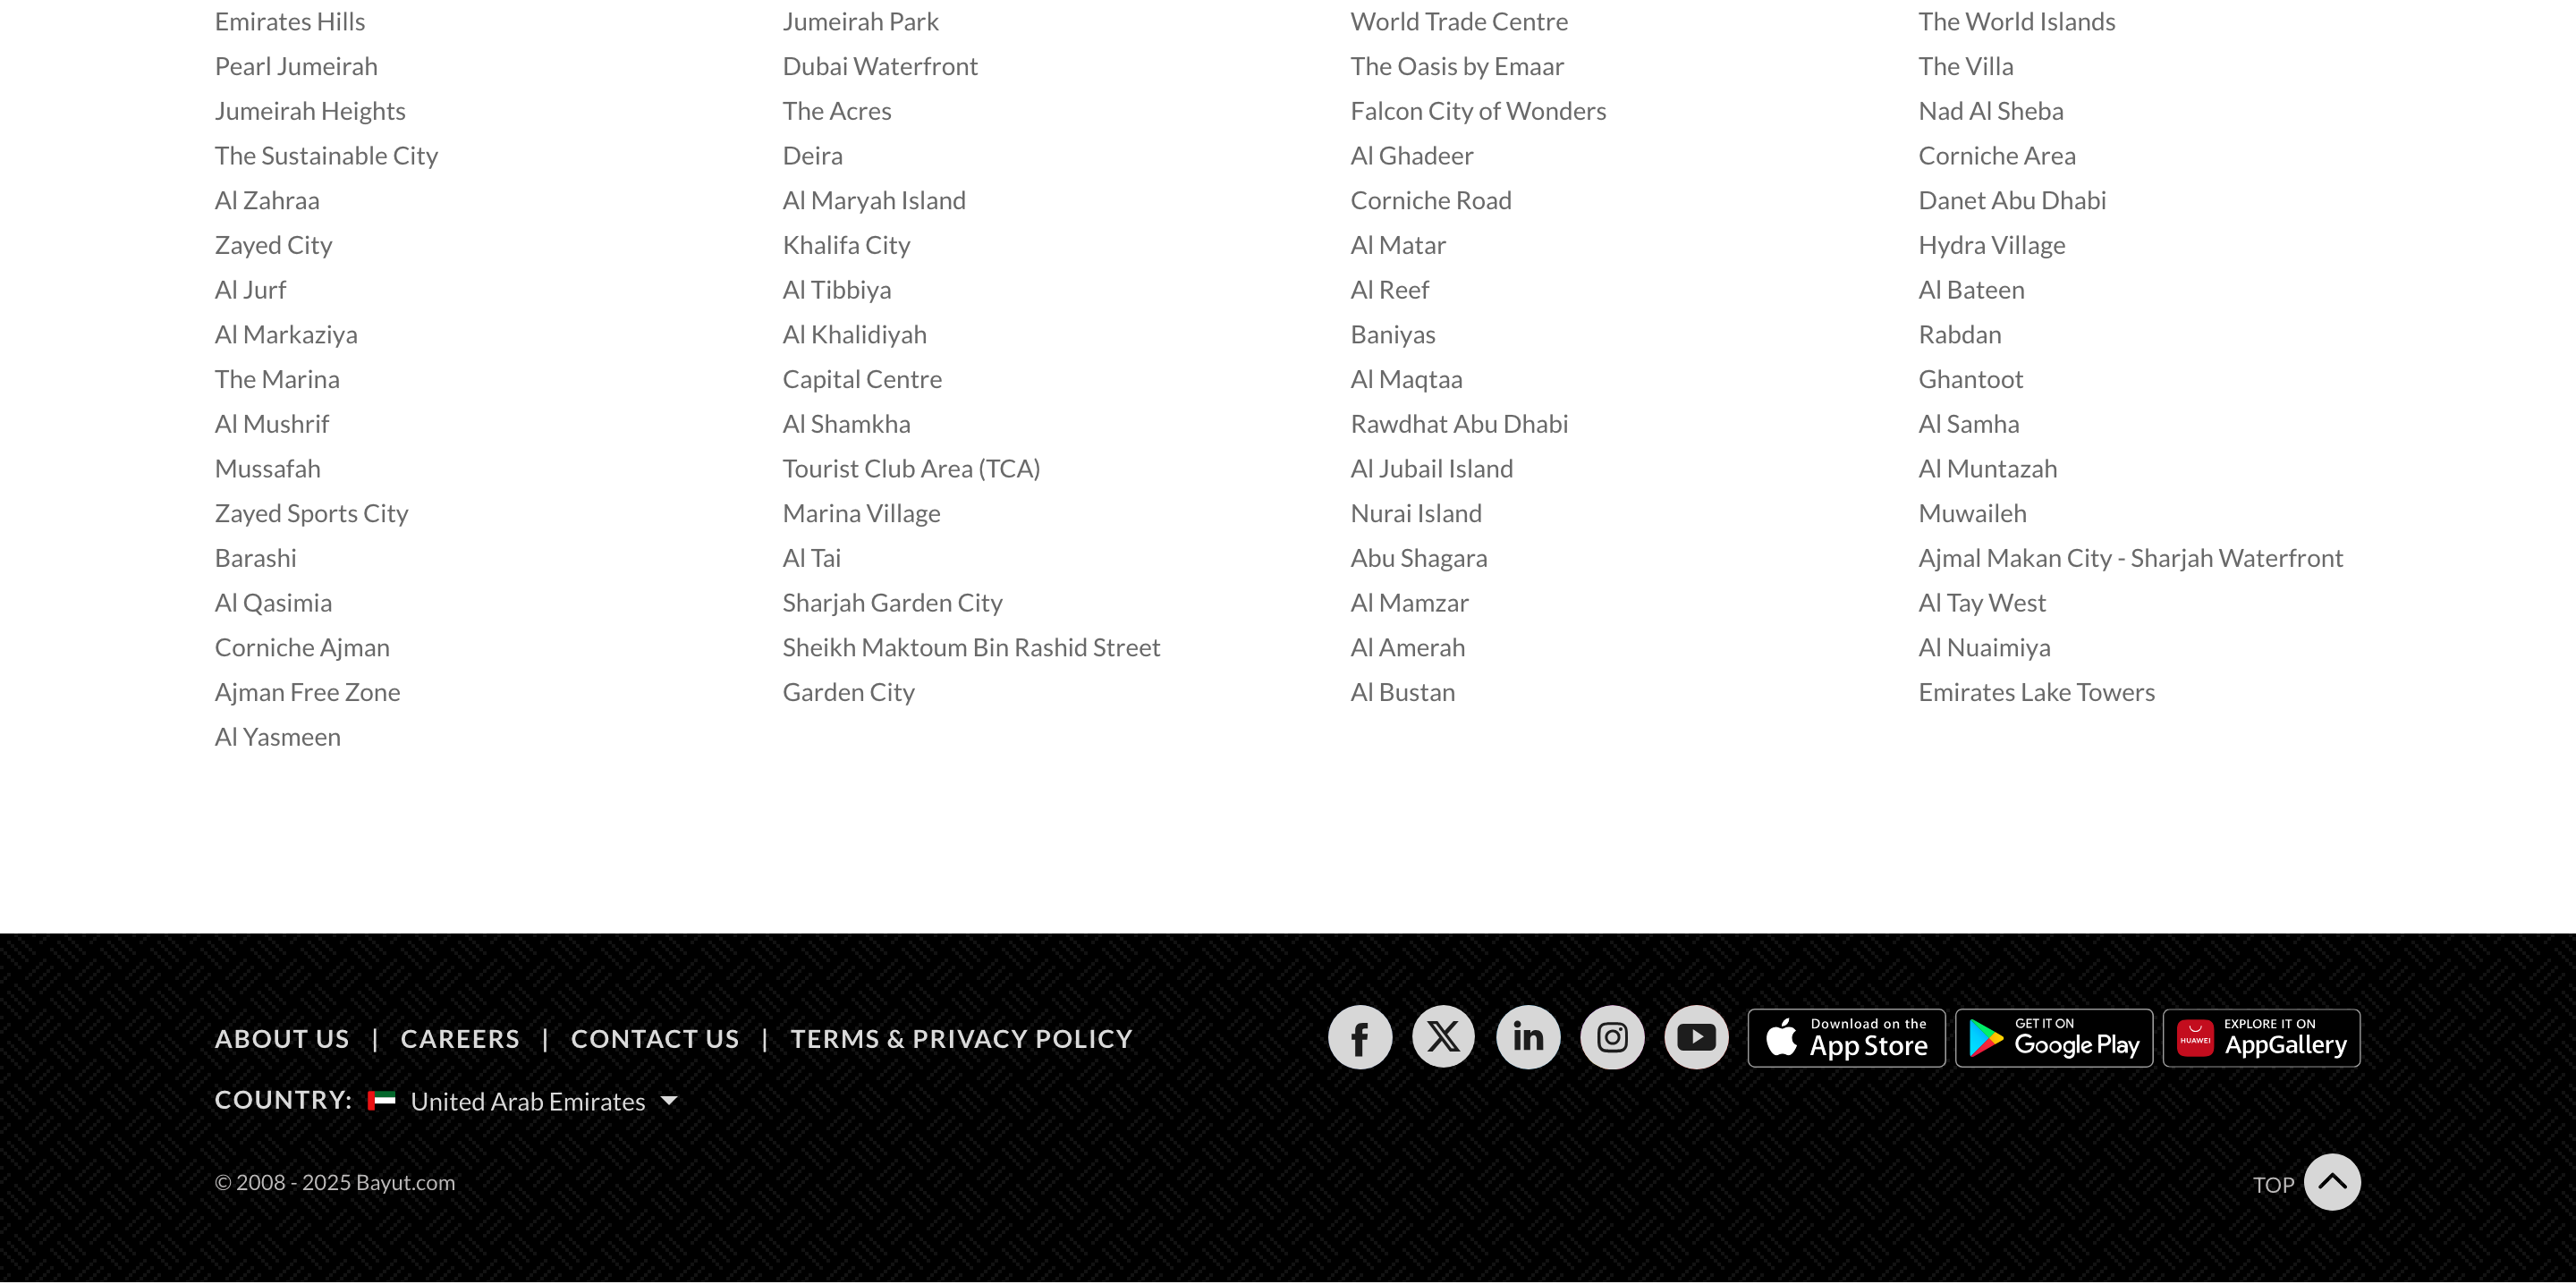 Emirates Hills Jumeirah Park World Trade Centre The World Islands
Pearl Jumeirah Dubai Waterfront The Oasis by Emaar The Villa
Jumeirah Heights The Acres Falcon City of Wonders Nad Al Sheba
The Sustainable City Deira Al Ghadeer Corniche Area
Al Zahraa Al Maryah Island Corniche Road Danet Abu Dhabi
Zayed City Khalifa City Al Matar Hydra Village
Al Jurf Al Tibbiya Al Reef Al Bateen
Al Markaziya Al Khalidiyah Baniyas Rabdan
The Marina Capital Centre Al Maqtaa Ghantoot
Al Mushrif Al Shamkha Rawdhat Abu Dhabi Al Samha
Mussafah Tourist Club Area (TCA) Al Jubail Island Al Muntazah
Zayed Sports City Marina Village Nurai Island Muwaileh
Barashi Al Tai Abu Shagara Ajmal Makan City - Sharjah Waterfront
Al Qasimia Sharjah Garden City Al Mamzar Al Tay West
Corniche Ajman Sheikh Maktoum Bin Rashid Street Al Amerah Al Nuaimiya
Ajman Free Zone Garden City Al Bustan Emirates Lake Towers
Al Yasmeen
ABOUT US | CAREERS | CONTACT US | TERMS & PRIVACY POLICY
Download on the
App Store
GET IT ON
Google Play
HUAWEI
EXPLORE IT ON
AppGallery
COUNTRY: United Arab Emirates
© 2008 - 2025 Bayut.com
TOP